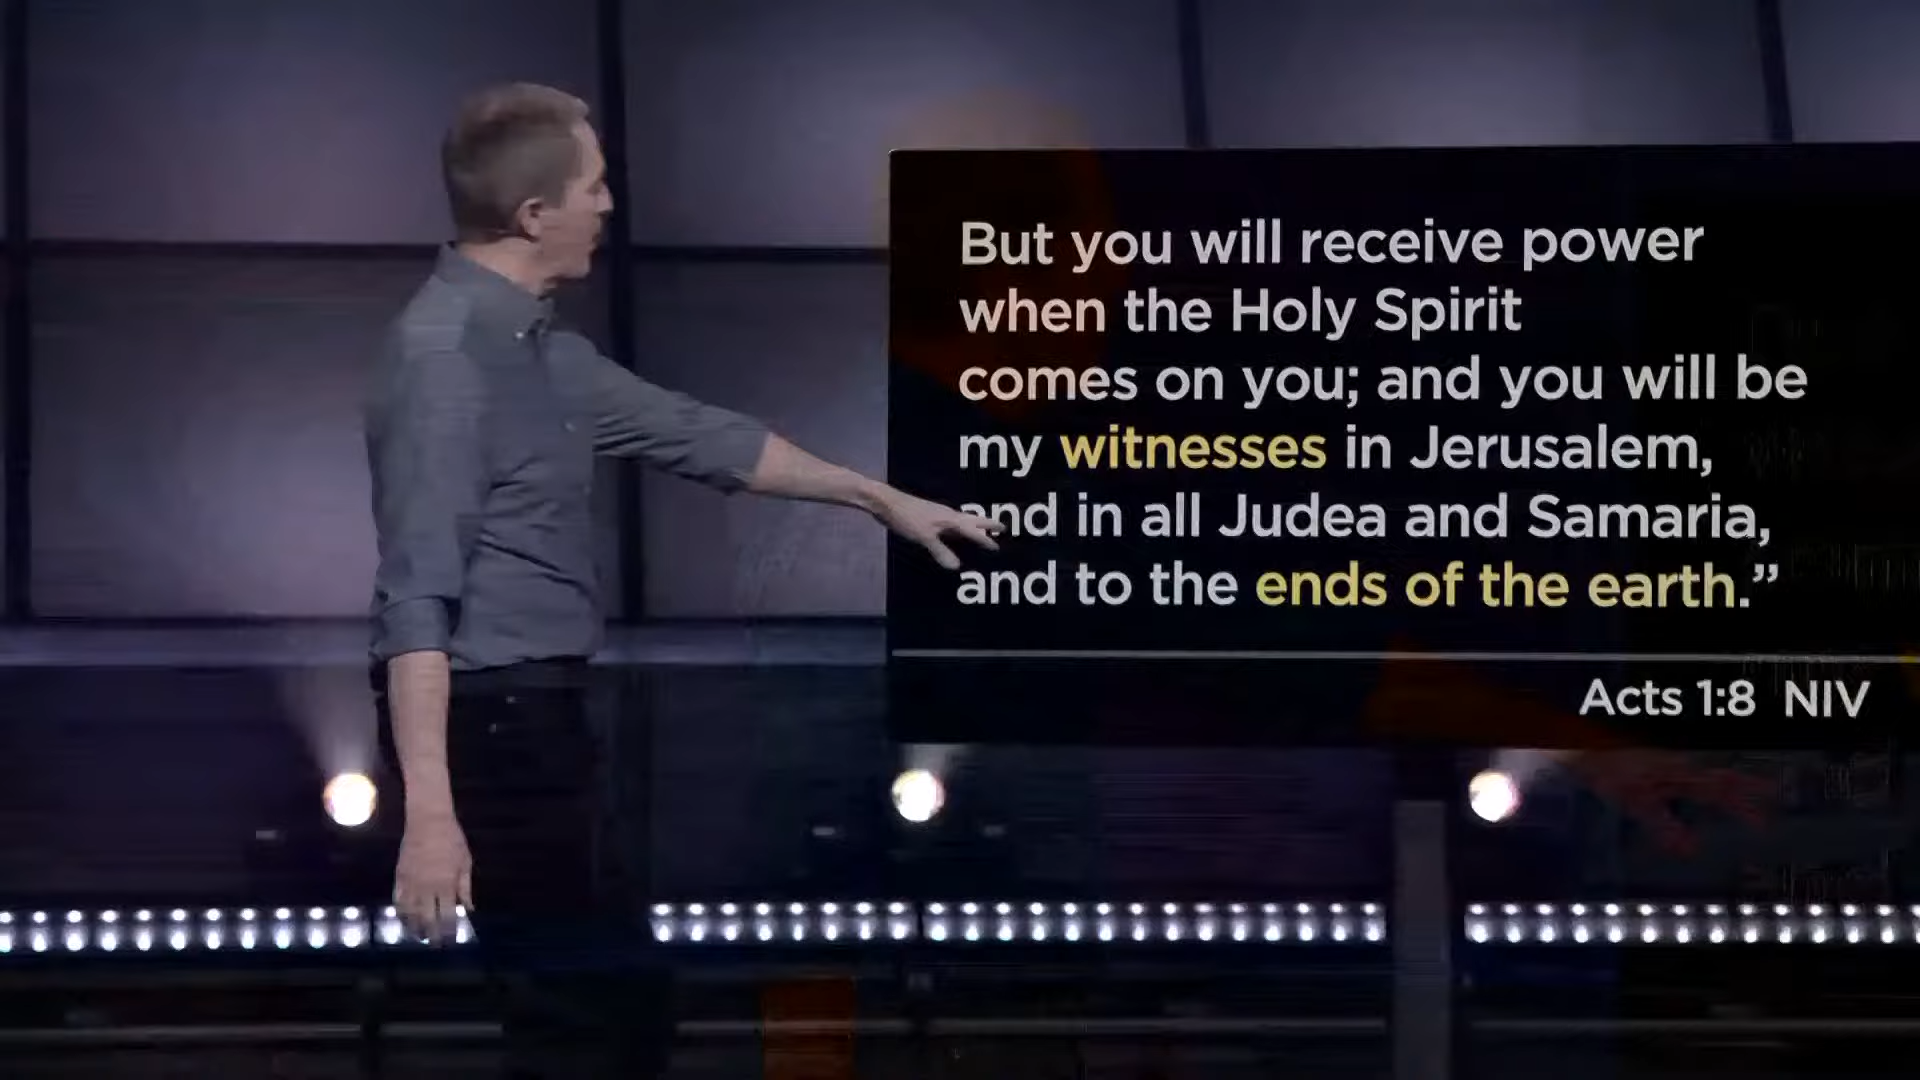 But you will receive power
when the Holy Spirit
comes on you; and you will be
my witnesses in Jerusalem,
and in all Judea and Samaria,
and to the ends of the earth.”
Acts 1:8 NIV